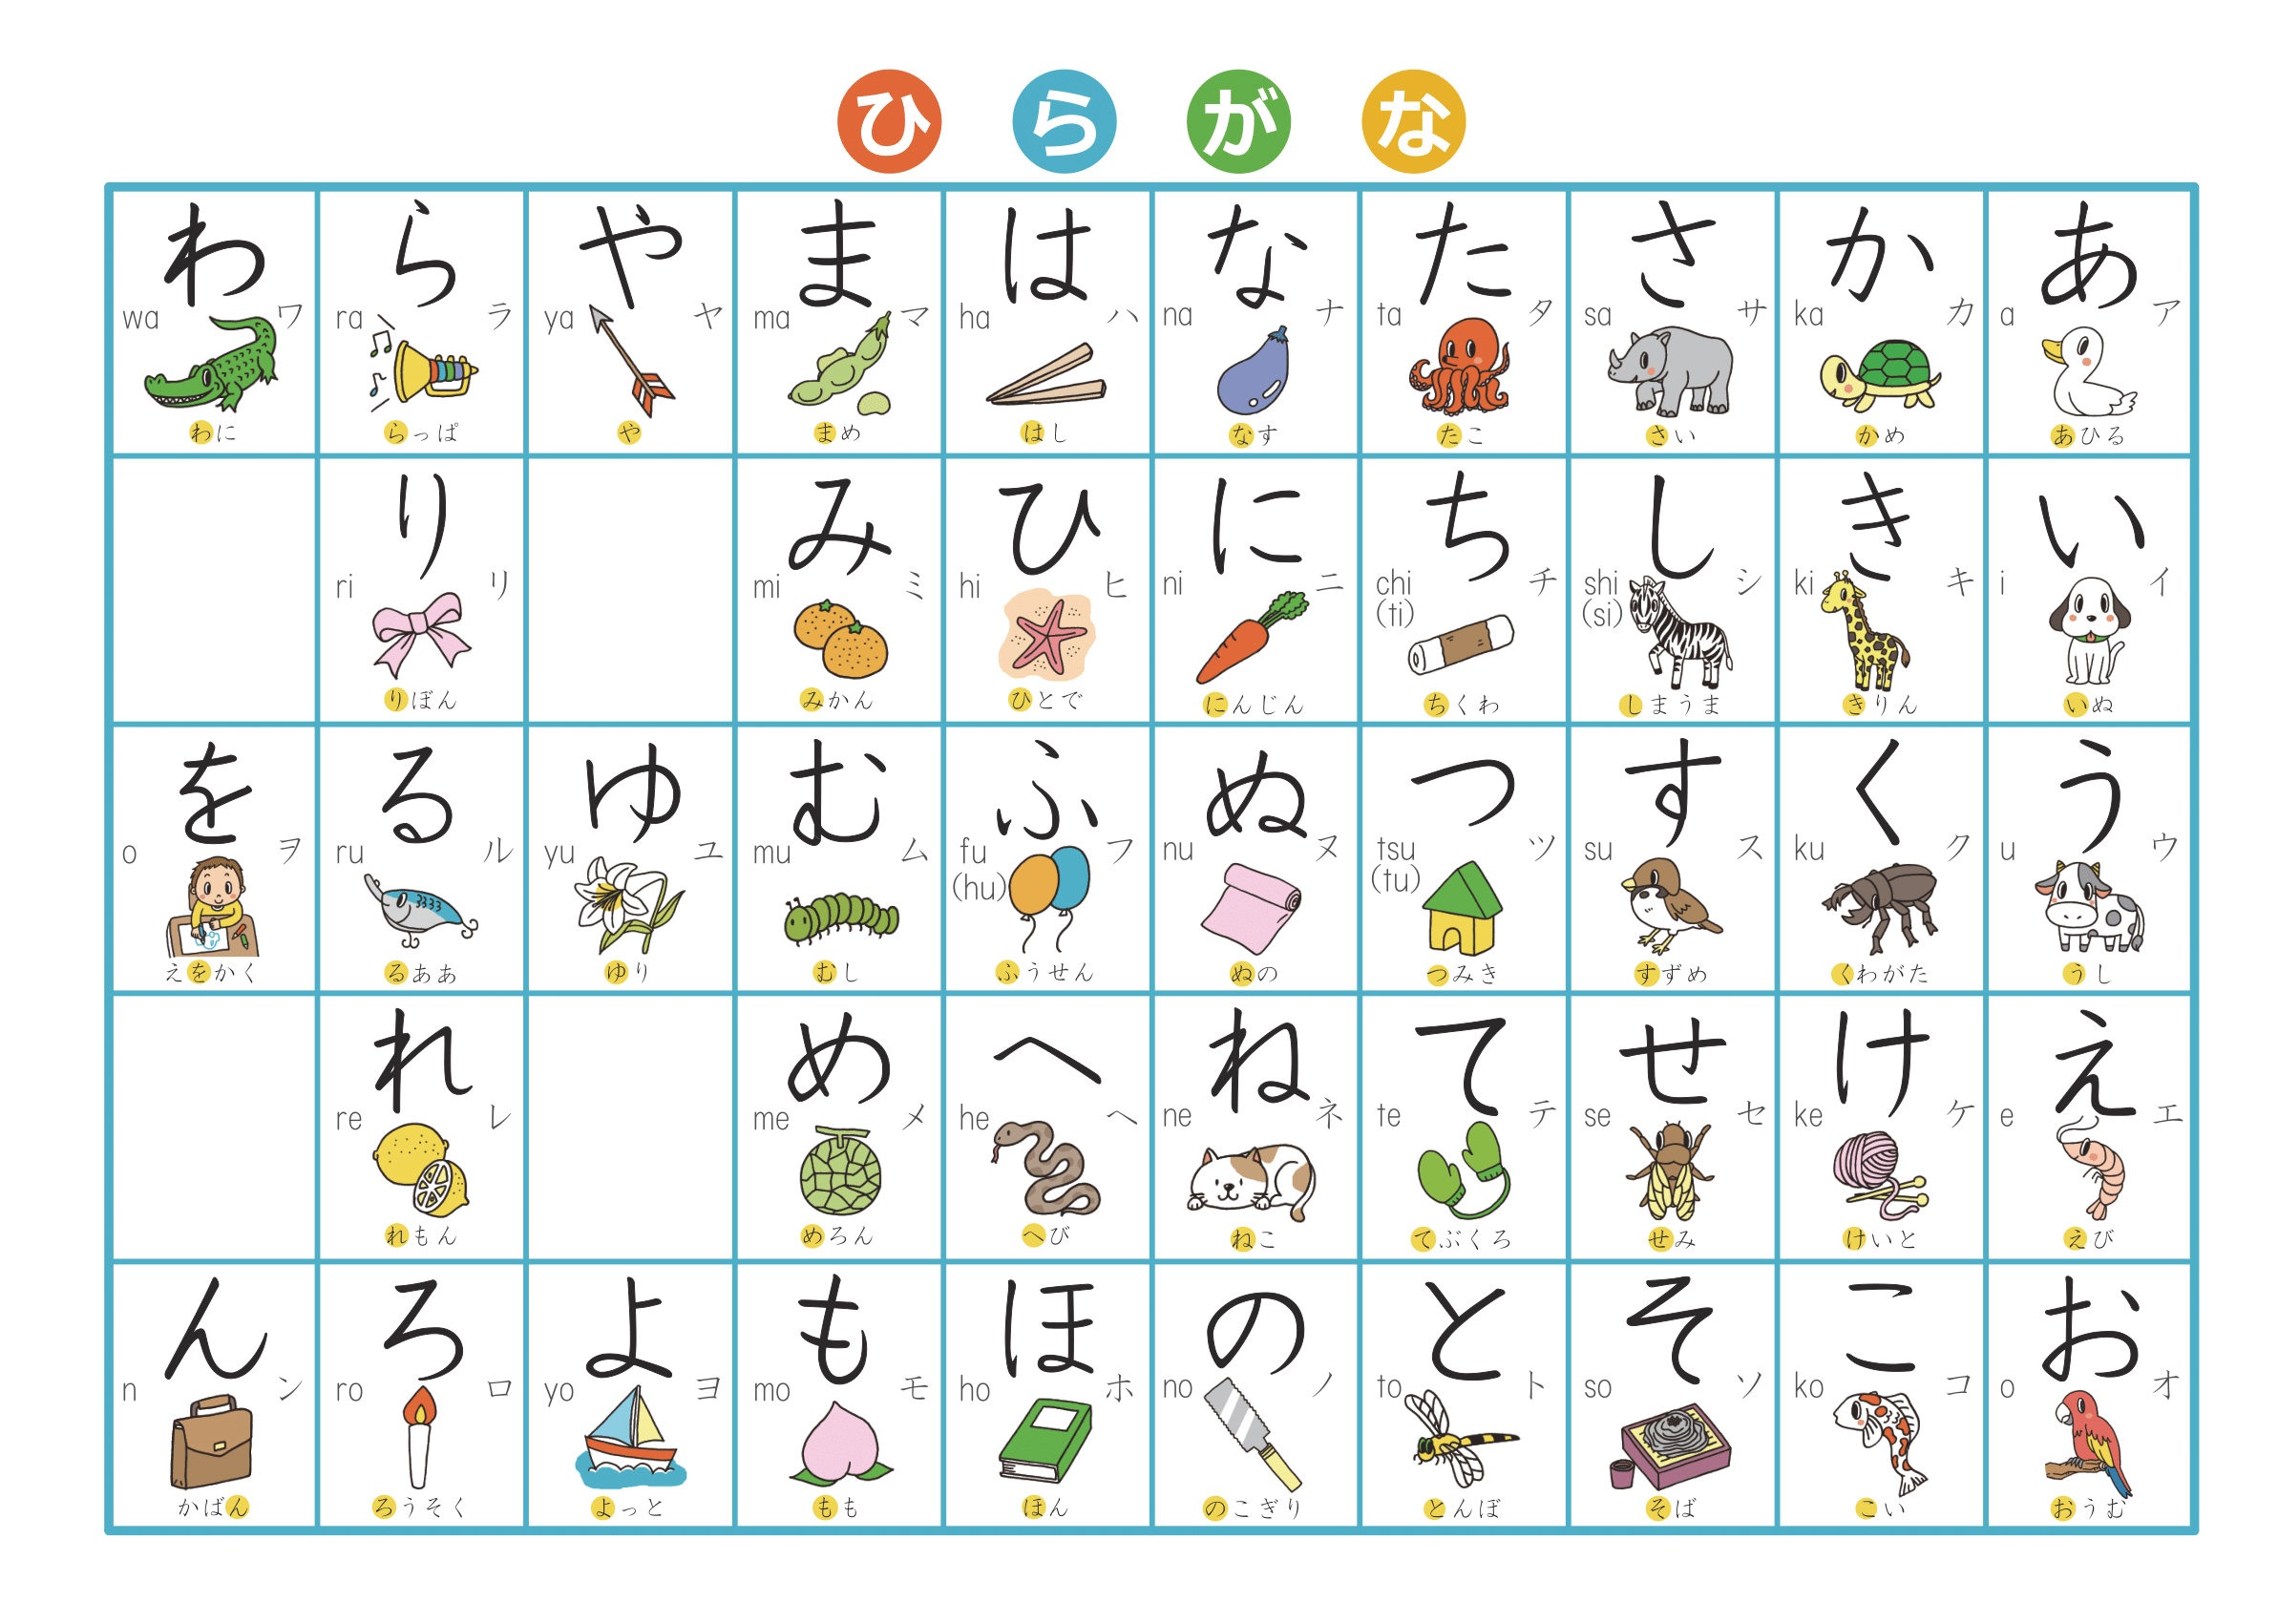 ひらがな
あ a ア あひる
い i イ いぬ
う u ウ うし
え e エ えび
お o オ おうむ
か ka カ かめ
き ki キ きりん
く ku ク くわがた
け ke ケ けいと
こ ko コ こい
さ sa サ さい
し shi (si) シ しまうま
す su ス すずめ
せ se セ せみ
そ so ソ そば
た ta タ たこ
ち chi (ti) チ ちくわ
つ tsu (tu) ツ つみき
て te テ てぶくろ
と to ト とんぼ
な na ナ なす
に ni ニ にんじん
ぬ nu ヌ ぬの
ね ne ネ ねこ
の no ノ のこぎり
は ha ハ はし
ひ hi ヒ ひとで
ふ fu (hu) フ ふうせん
へ he ヘ へび
ほ ho ホ ほん
ま ma マ まめ
み mi ミ みかん
む mu ム むし
め me メ めろん
も mo モ もも
や ya ヤ や
ゆ yu ユ ゆり
よ yo ヨ よっと
ら ra ラ らっぱ
り ri リ りぼん
る ru ル るああ
れ re レ れもん
ろ ro ロ ろうそく
わ wa ワ わに
を o ヲ えをかく
ん n ン かばん